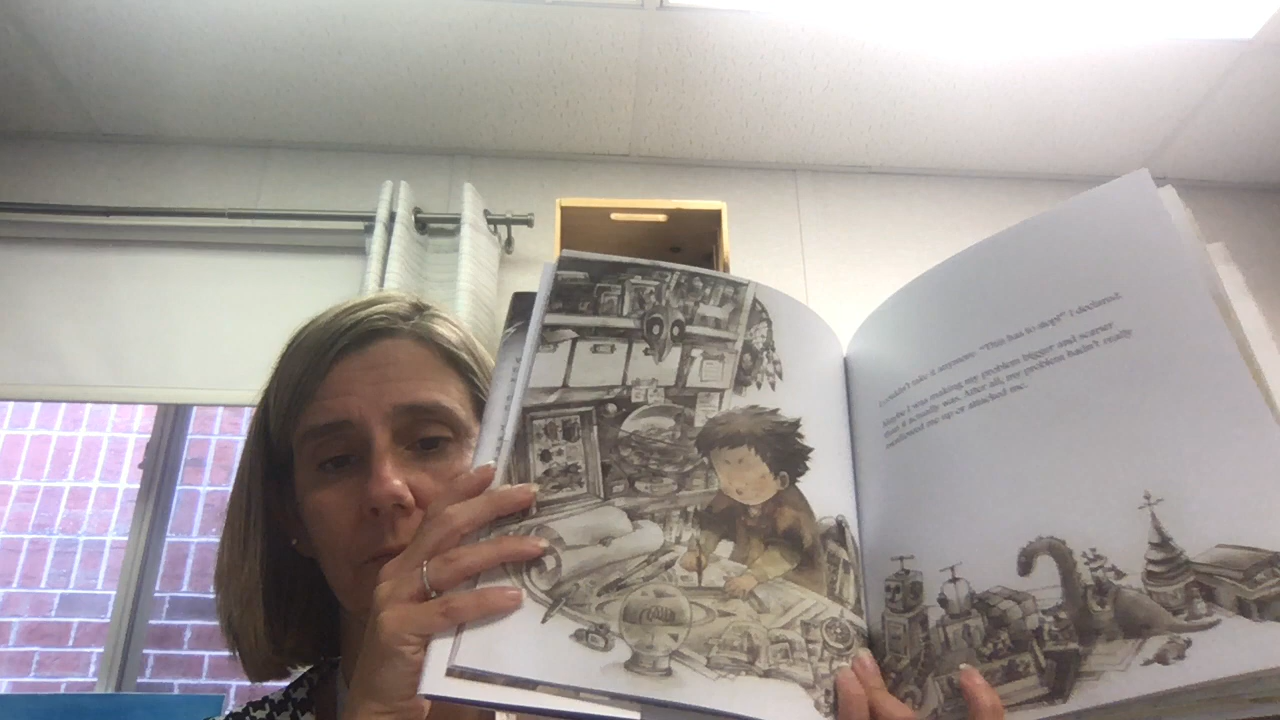 I couldn't take it anymore. "This has to stop!" I declared.
Maybe I was making my problem bigger and scarier
than it actually was. After all, my problem hadn't really
swallowed me up or attacked me.